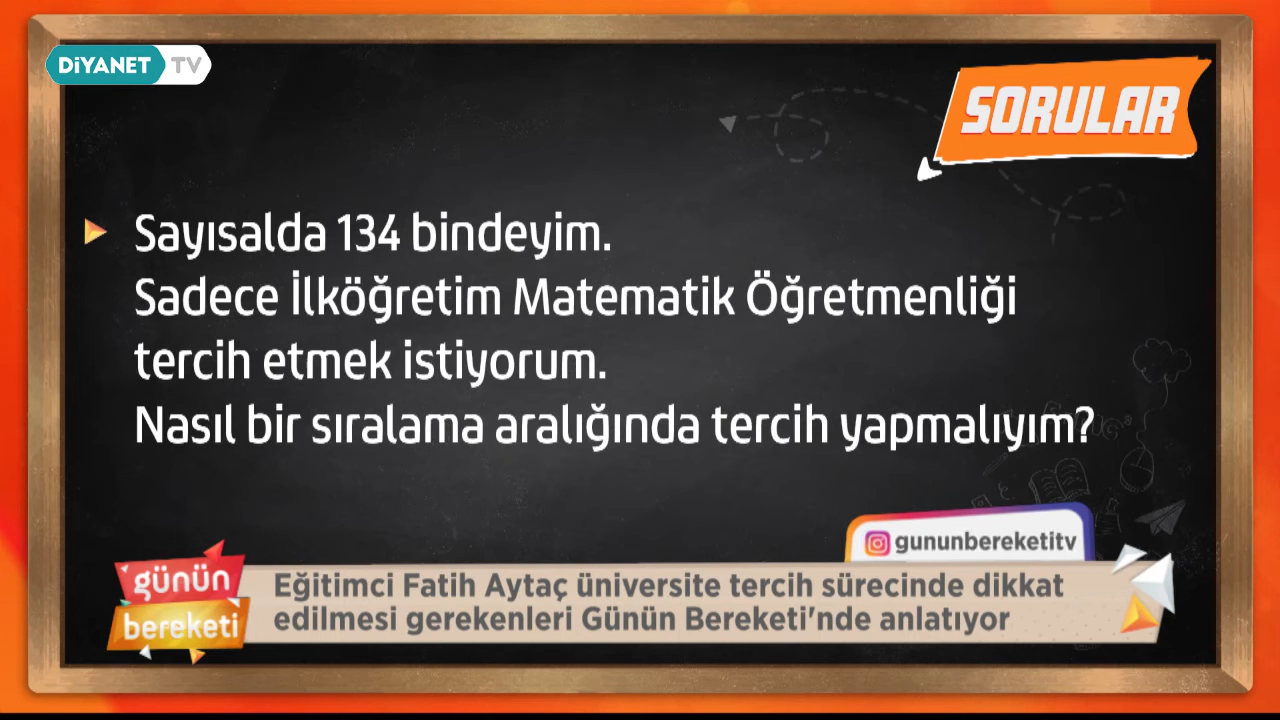 DİYANET TV
SORULAR
Sayısalda 134 bindeyim.
Sadece İlköğretim Matematik Öğretmenliği
tercih etmek istiyorum.
Nasıl bir sıralama aralığında tercih yapmalıyım?
gununbereketitv
günün
bereketi
Eğitimci Fatih Aytaç üniversite tercih sürecinde dikkat
edilmesi gerekenleri Günün Bereketi'nde anlatıyor